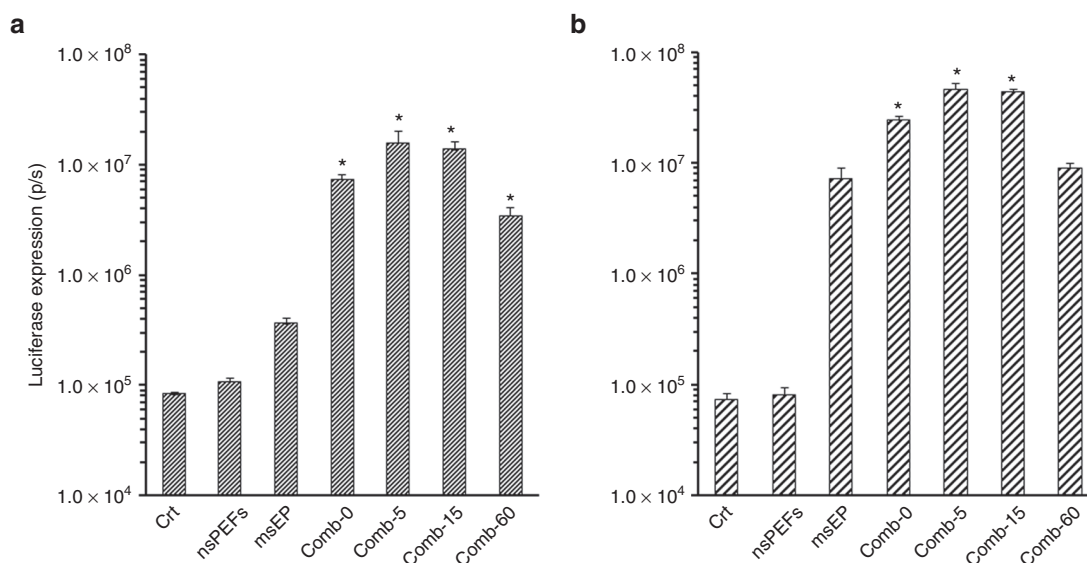 a
Luciferase expression (p/s)
1.0 × 10⁸
1.0 × 10⁷
1.0 × 10⁶
1.0 × 10⁵
1.0 × 10⁴
* * * *
Crt nsPEFs msEP Comb-0 Comb-5 Comb-15 Comb-60
b
1.0 × 10⁸
1.0 × 10⁷
1.0 × 10⁶
1.0 × 10⁵
1.0 × 10⁴
* * *
Crt nsPEFs msEP Comb-0 Comb-5 Comb-15 Comb-60